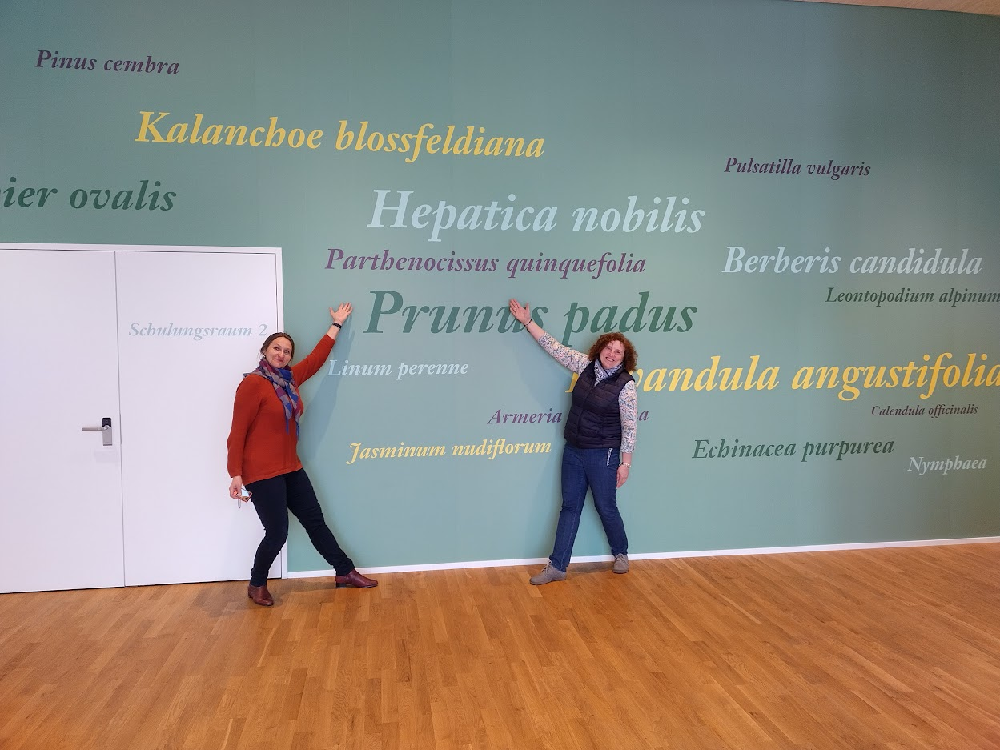 Pinus cembra
Kalanchoe blossfeldiana
Pulsatilla vulgaris
ier ovalis
Hepatica nobilis
Parthenocissus quinquefolia
Berberis candidula
Leontopodium alpinum
Prunus padus
Schulungsraum 2
Linum perenne
vandula angustifolia
Armeria a
Calendula officinalis
Jasminum nudiflorum
Echinacea purpurea
Nymphaea